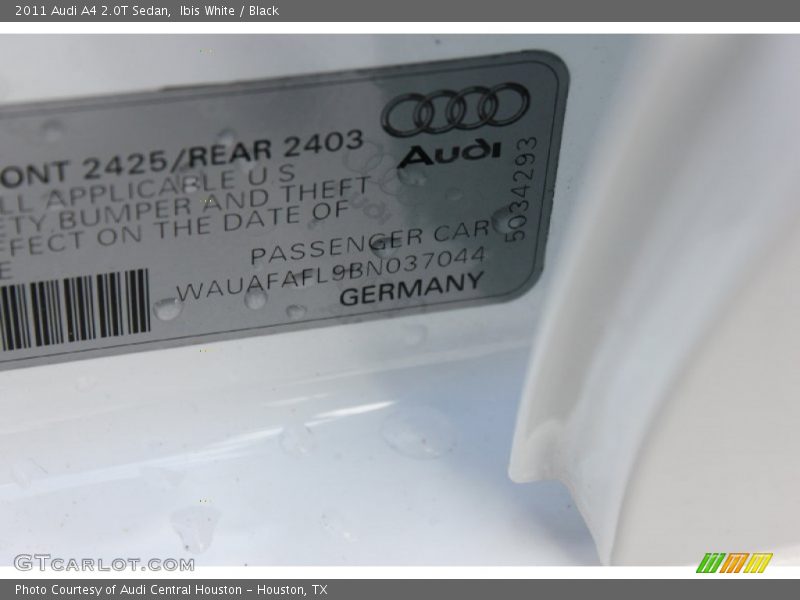 2011 Audi A4 2.0T Sedan,  Ibis White / Black
ONT 2425/REAR 2403
LL APPLICABLE U S
ETY BUMPER AND THEFT
FFECT ON THE DATE OF
E
PASSENGER CAR
WAUAFAFL9BN037044
GERMANY
Audi
5034293
GTcarlot.com
Photo Courtesy of Audi Central Houston - Houston, TX